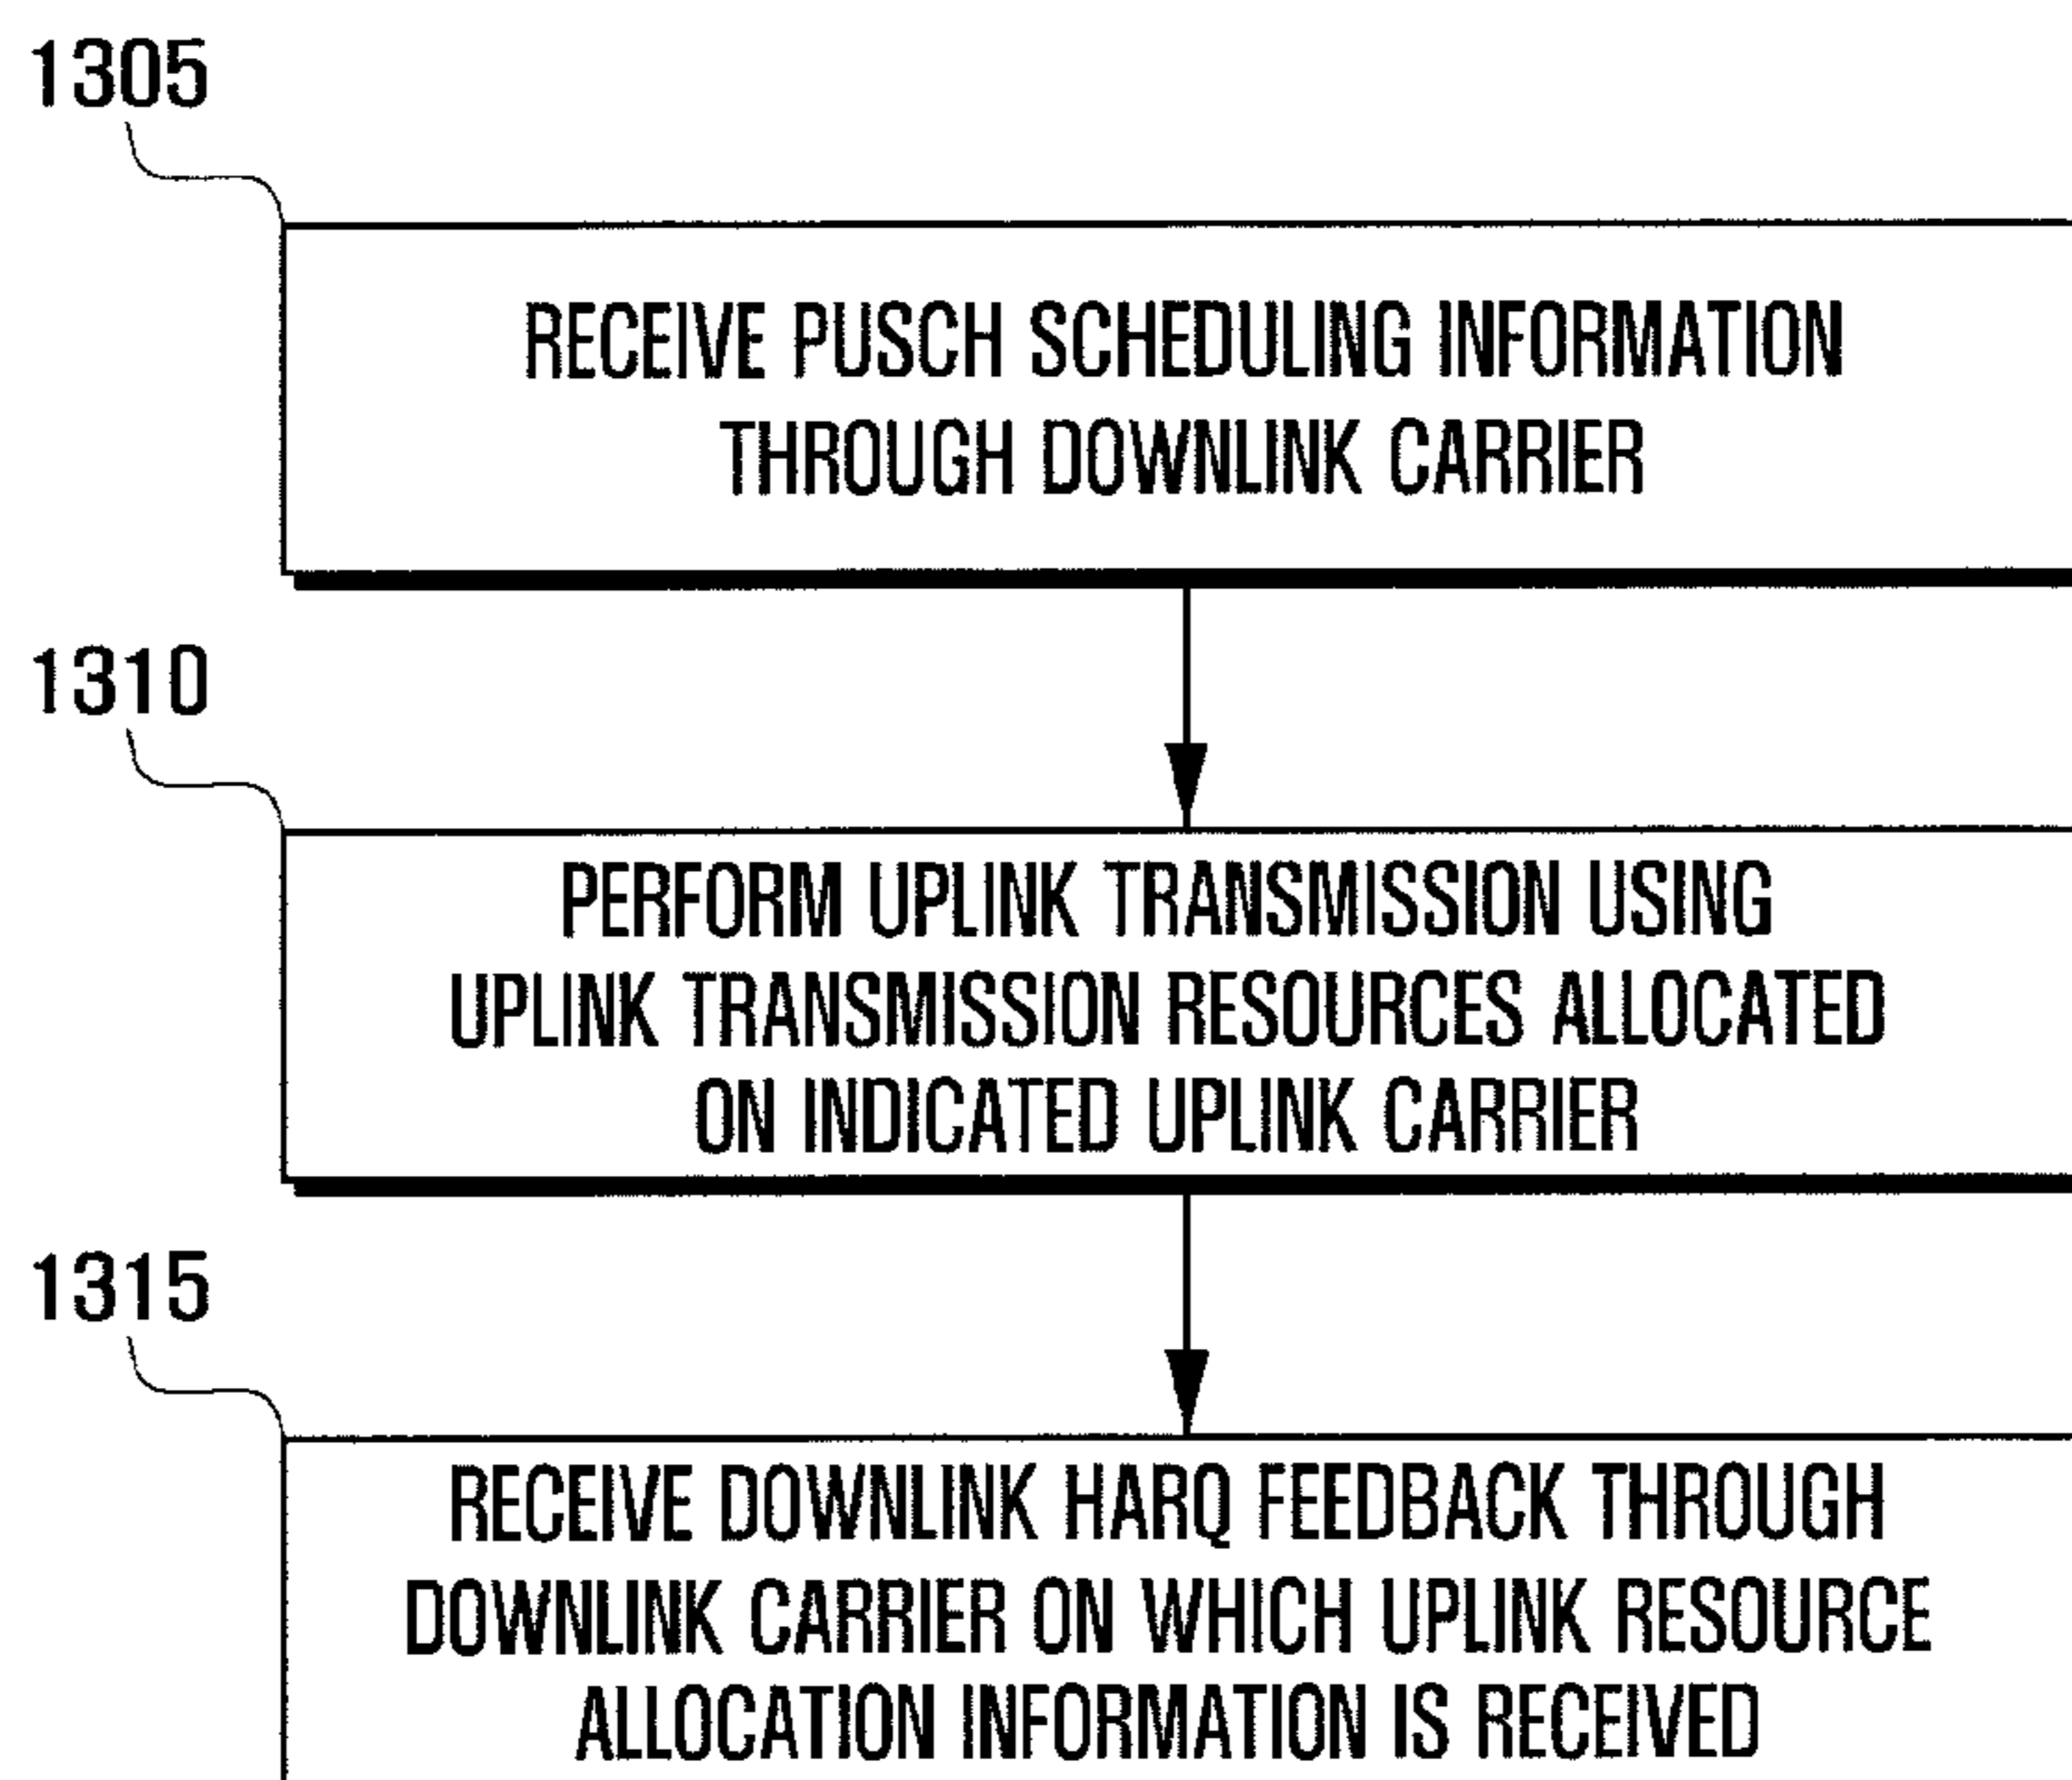 1305
RECEIVE PUSCH SCHEDULING INFORMATION
THROUGH DOWNLINK CARRIER
1310
PERFORM UPLINK TRANSMISSION USING
UPLINK TRANSMISSION RESOURCES ALLOCATED
ON INDICATED UPLINK CARRIER
1315
RECEIVE DOWNLINK HARQ FEEDBACK THROUGH
DOWNLINK CARRIER ON WHICH UPLINK RESOURCE
ALLOCATION INFORMATION IS RECEIVED